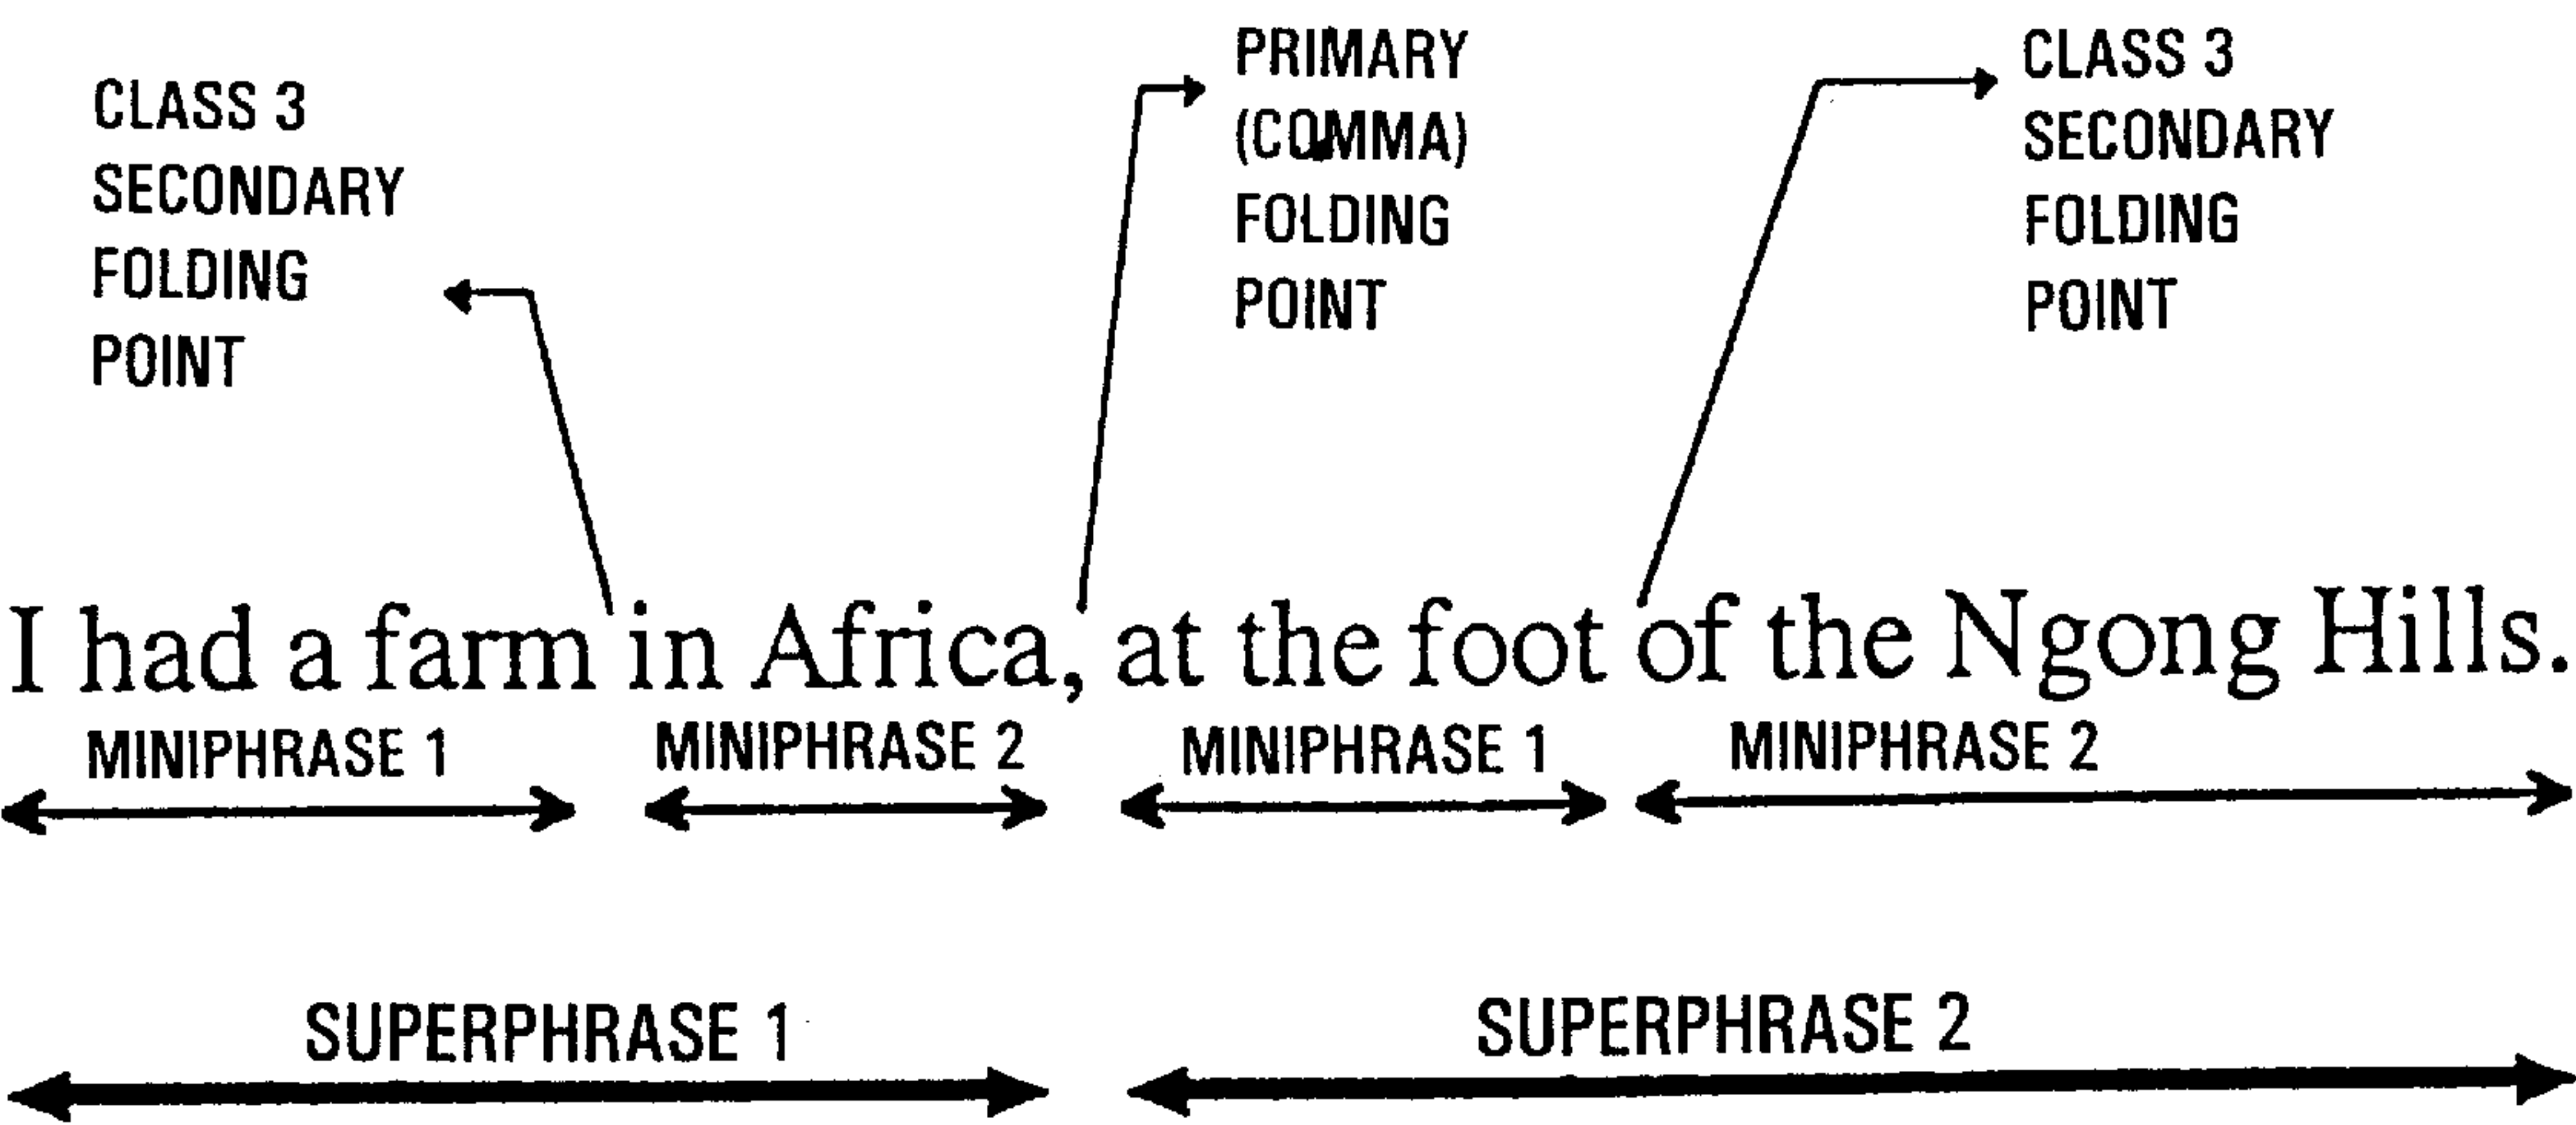 CLASS 3
SECONDARY
FOLDING
POINT
PRIMARY
(COMMA)
FOLDING
POINT
CLASS 3
SECONDARY
FOLDING
POINT
I had a farm in Africa, at the foot of the Ngong Hills.
MINIPHRASE 1 MINIPHRASE 2 MINIPHRASE 1 MINIPHRASE 2
SUPERPHRASE 1 SUPERPHRASE 2